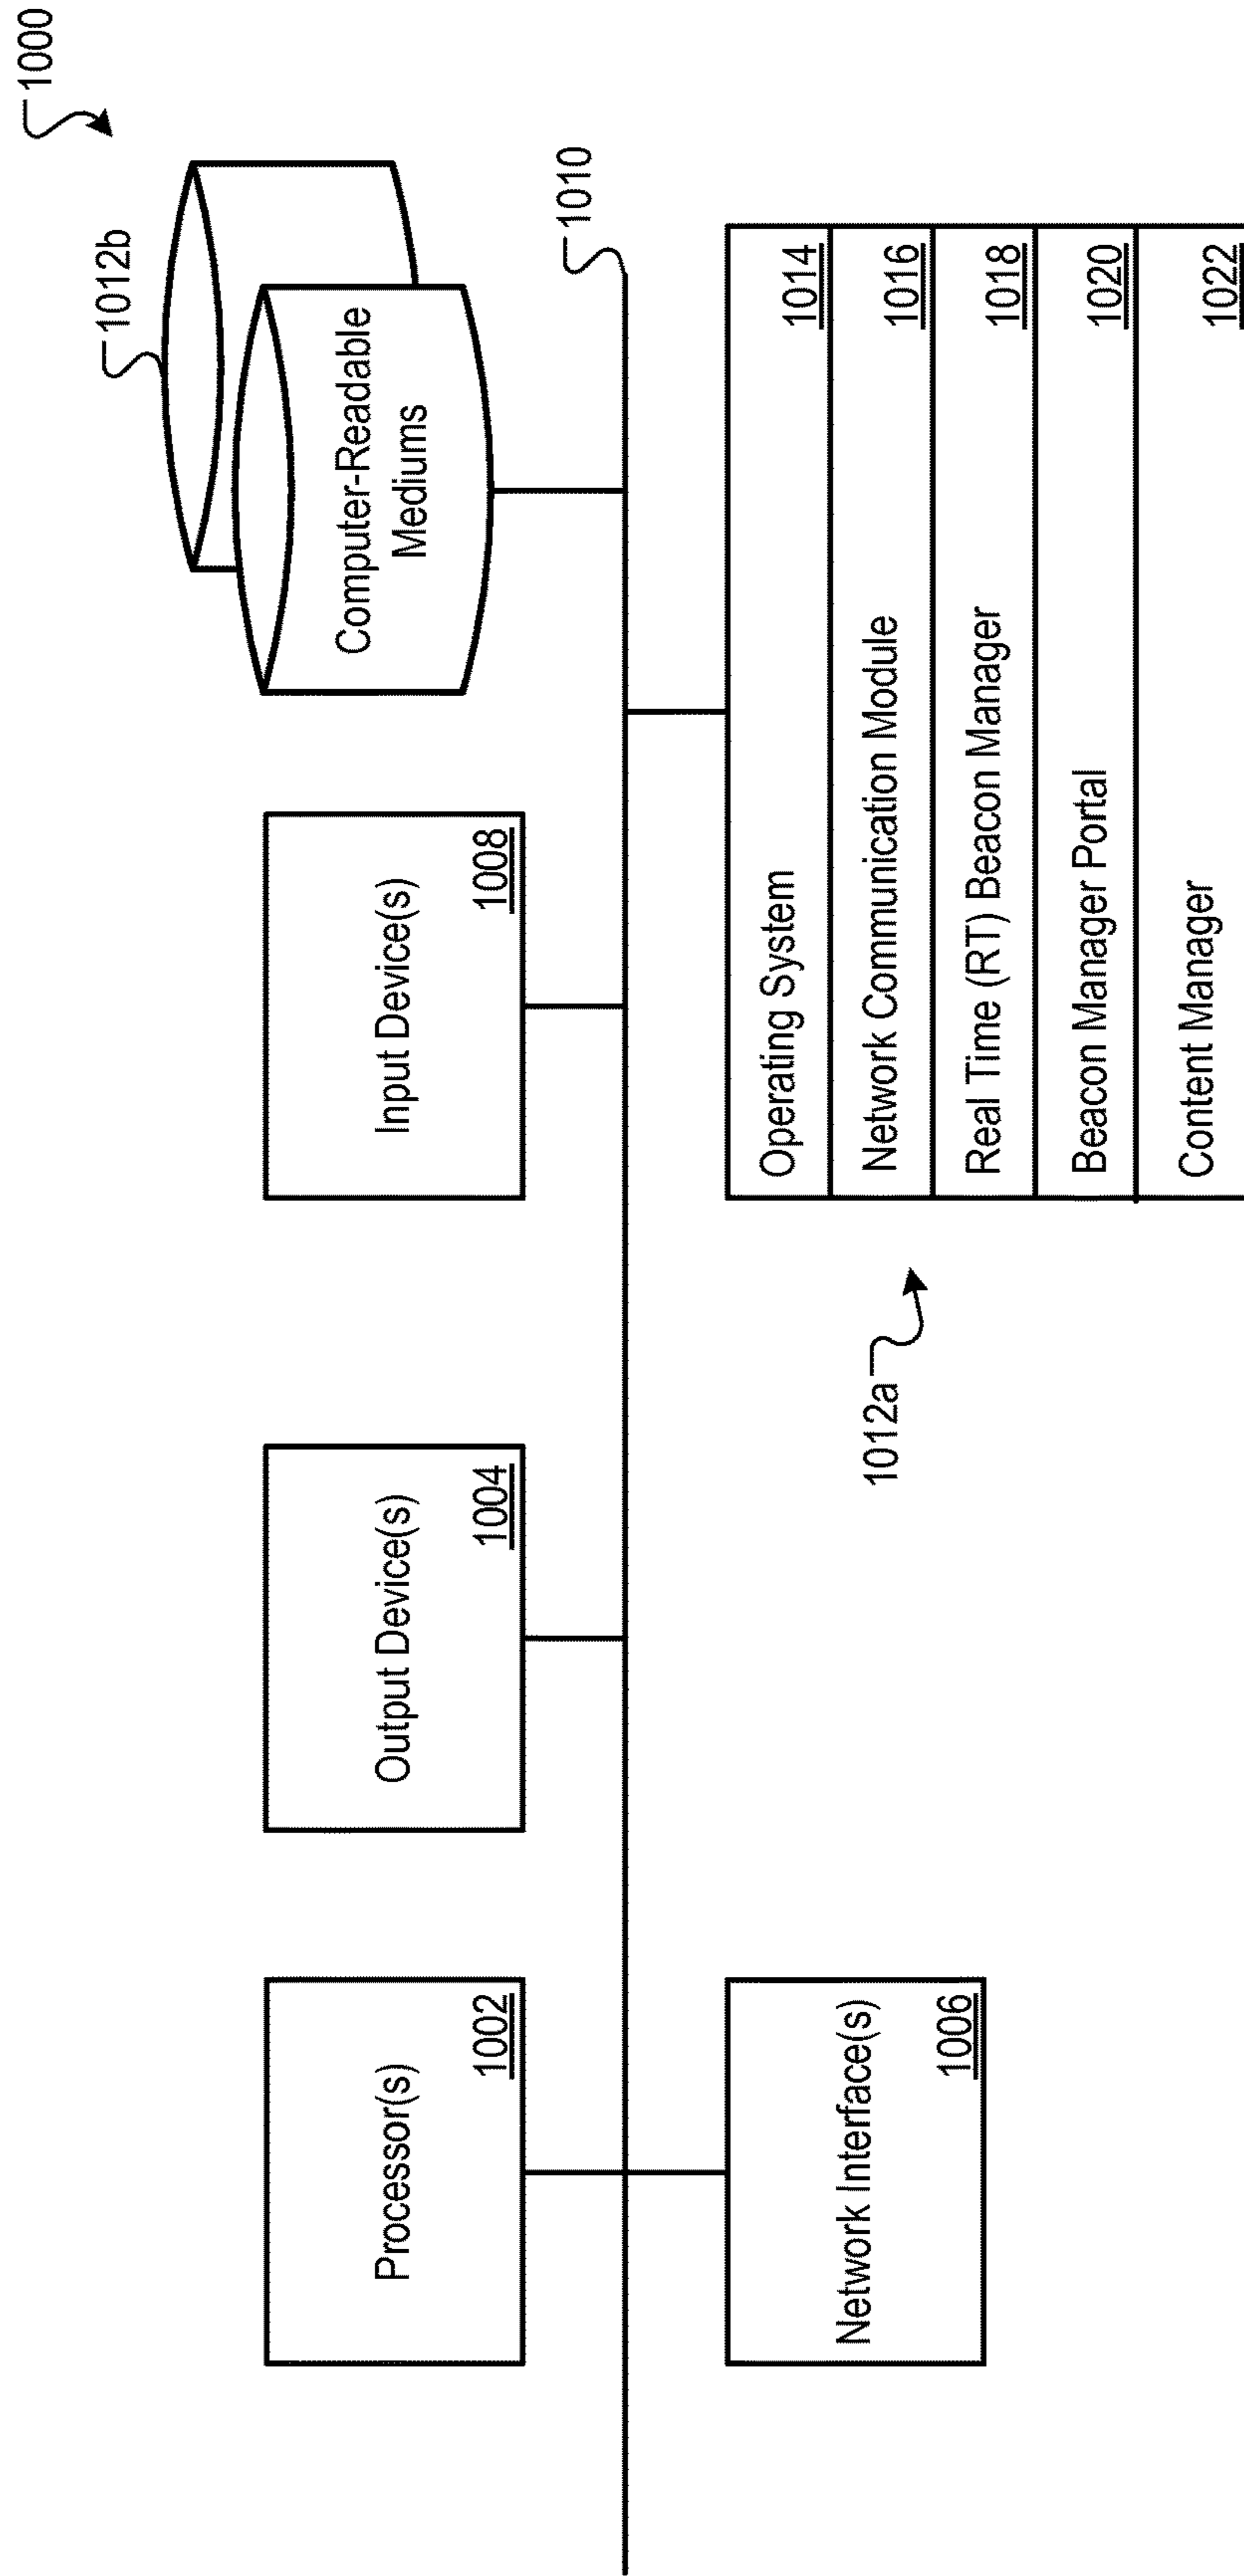 1000
1012b
Computer-Readable
Mediums
Processor(s)
1002
Output Device(s)
1004
Input Device(s)
1008
1010
Network Interface(s)
1006
1012a
Operating System 1014
Network Communication Module 1016
Real Time (RT) Beacon Manager 1018
Beacon Manager Portal 1020
Content Manager 1022